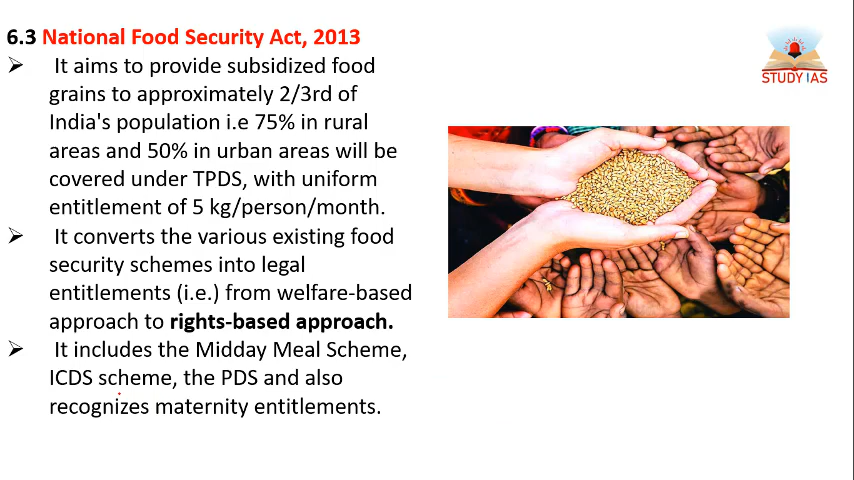 6.3 National Food Security Act, 2013
➢ It aims to provide subsidized food
grains to approximately 2/3rd of
India's population i.e 75% in rural
areas and 50% in urban areas will be
covered under TPDS, with uniform
entitlement of 5 kg/person/month.
➢ It converts the various existing food
security schemes into legal
entitlements (i.e.) from welfare-based
approach to rights-based approach.
➢ It includes the Midday Meal Scheme,
ICDS scheme, the PDS and also
recognizes maternity entitlements.
STUDY IAS